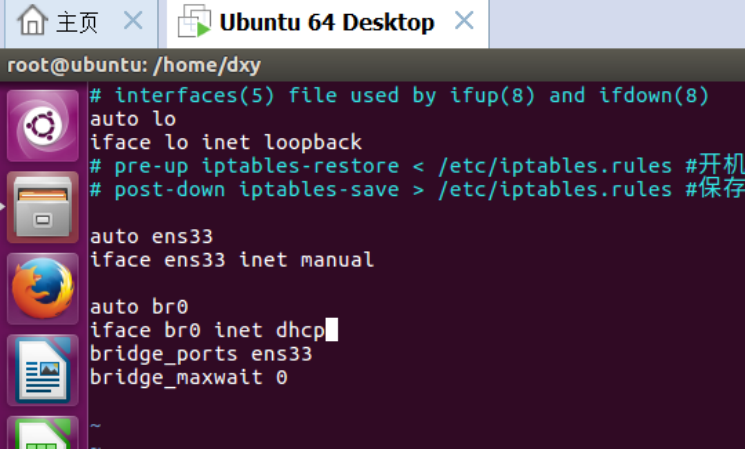 主页
Ubuntu 64 Desktop
root@ubuntu: /home/dxy
# interfaces(5) file used by ifup(8) and ifdown(8)
auto lo
iface lo inet loopback
# pre-up iptables-restore < /etc/iptables.rules #开机
# post-down iptables-save > /etc/iptables.rules #保存
auto ens33
iface ens33 inet manual
auto br0
iface br0 inet dhcp
bridge_ports ens33
bridge_maxwait 0
~
~